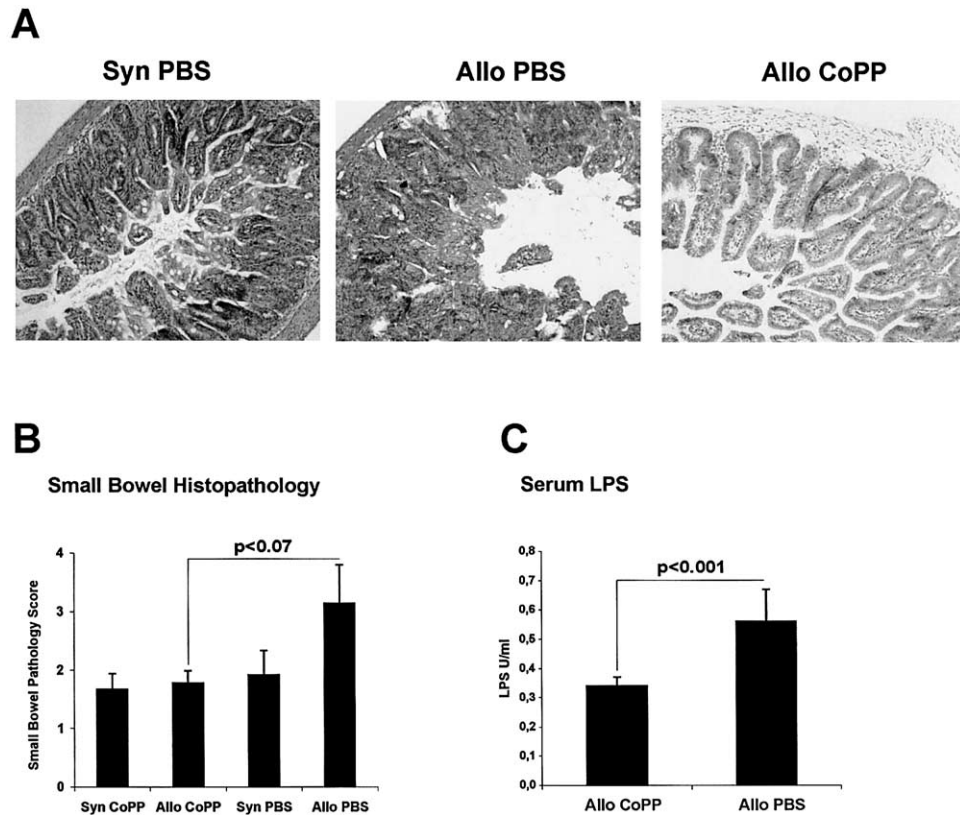 A
Syn PBS
Allo PBS
Allo CoPP
B
Small Bowel Histopathology
p<0.07
4
3
2
1
0
Small Bowel Pathology Score
Syn CoPP
Allo CoPP
Syn PBS
Allo PBS
C
Serum LPS
p<0.001
0,8
0,7
0,6
0,5
0,4
0,3
0,2
0,1
0,0
LPS U/ml
Allo CoPP
Allo PBS